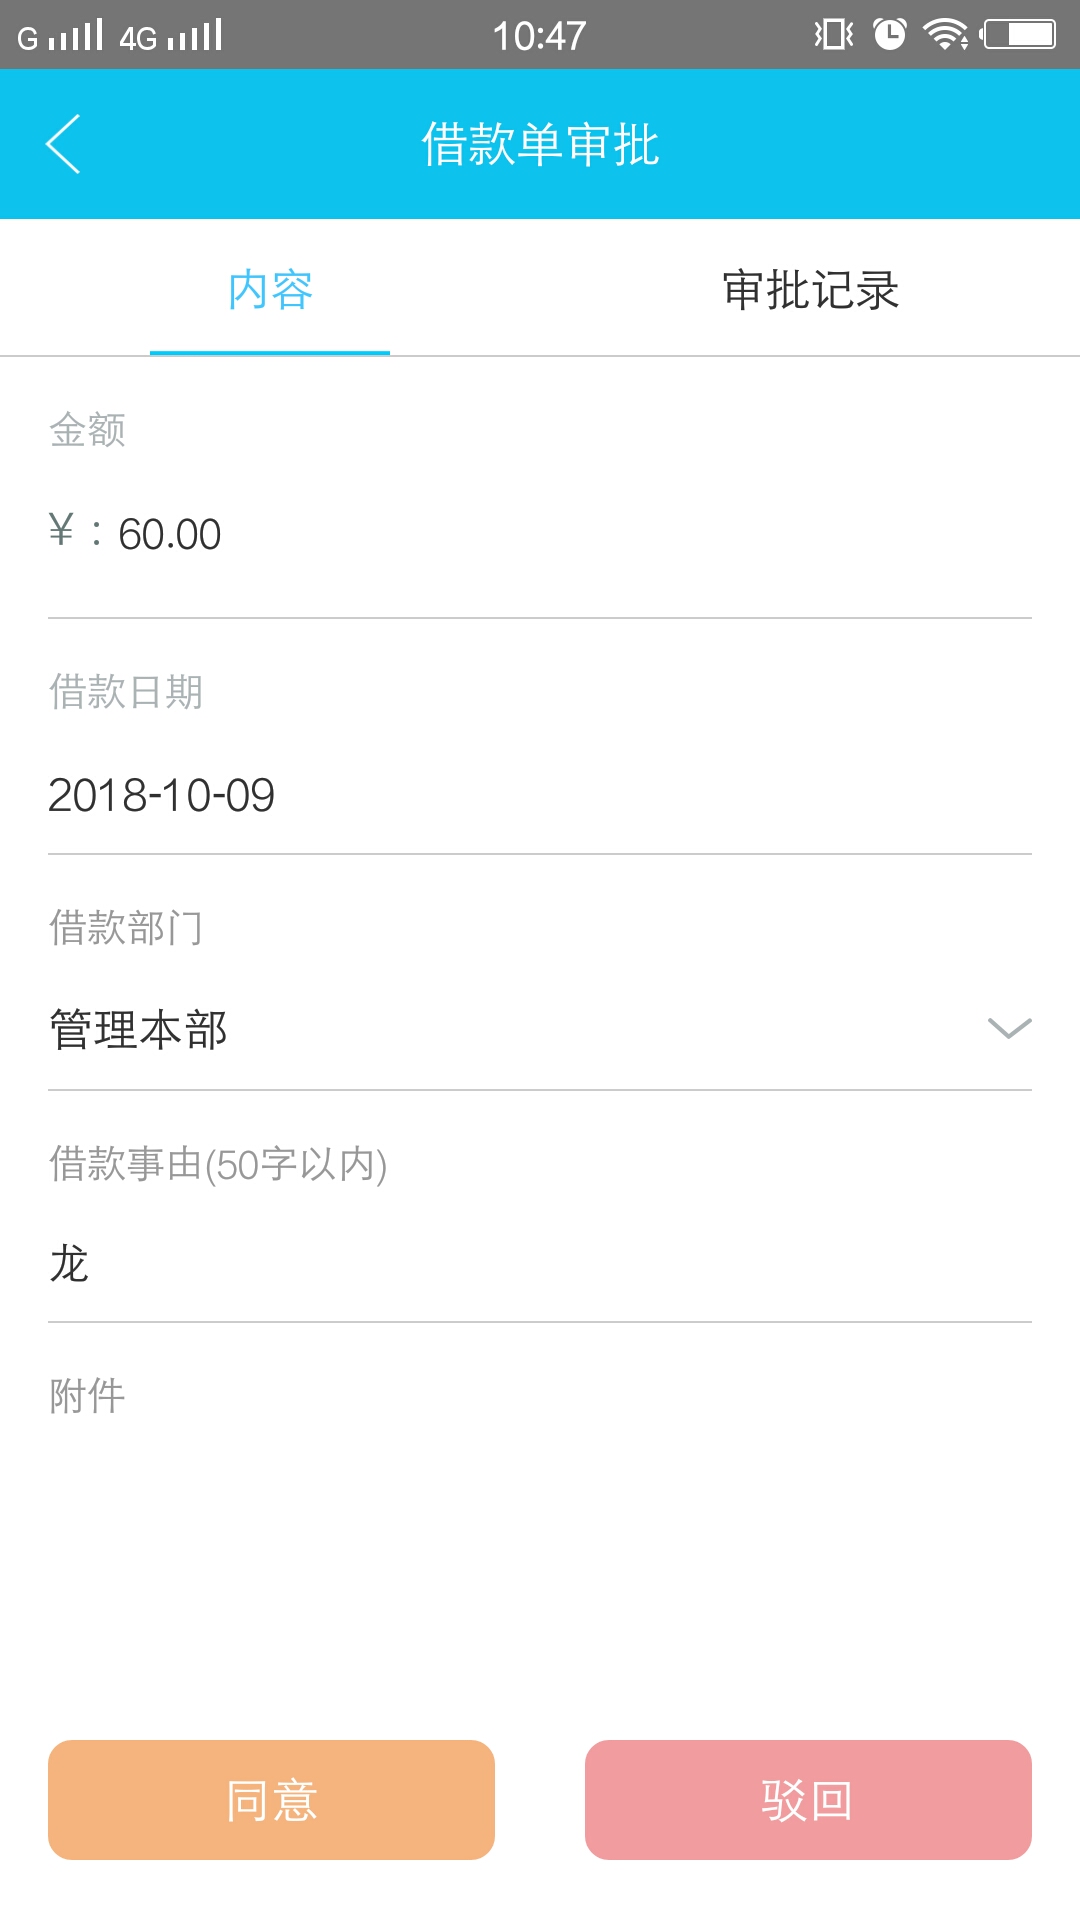 G 4G 10:47
借款单审批
内容 审批记录
金额
¥ : 60.00
借款日期
2018-10-09
借款部门
管理本部
借款事由(50字以内)
龙
附件
同意 驳回